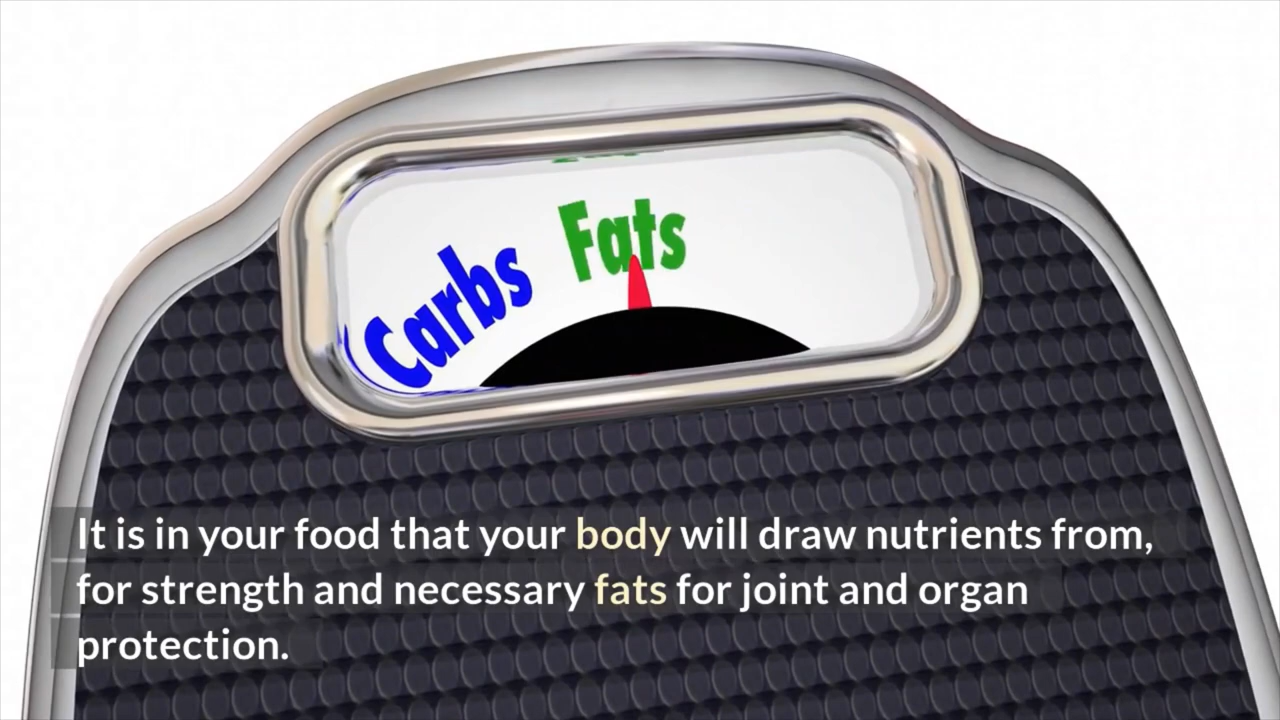 Carbs
Fats
It is in your food that your body will draw nutrients from,
for strength and necessary fats for joint and organ
protection.